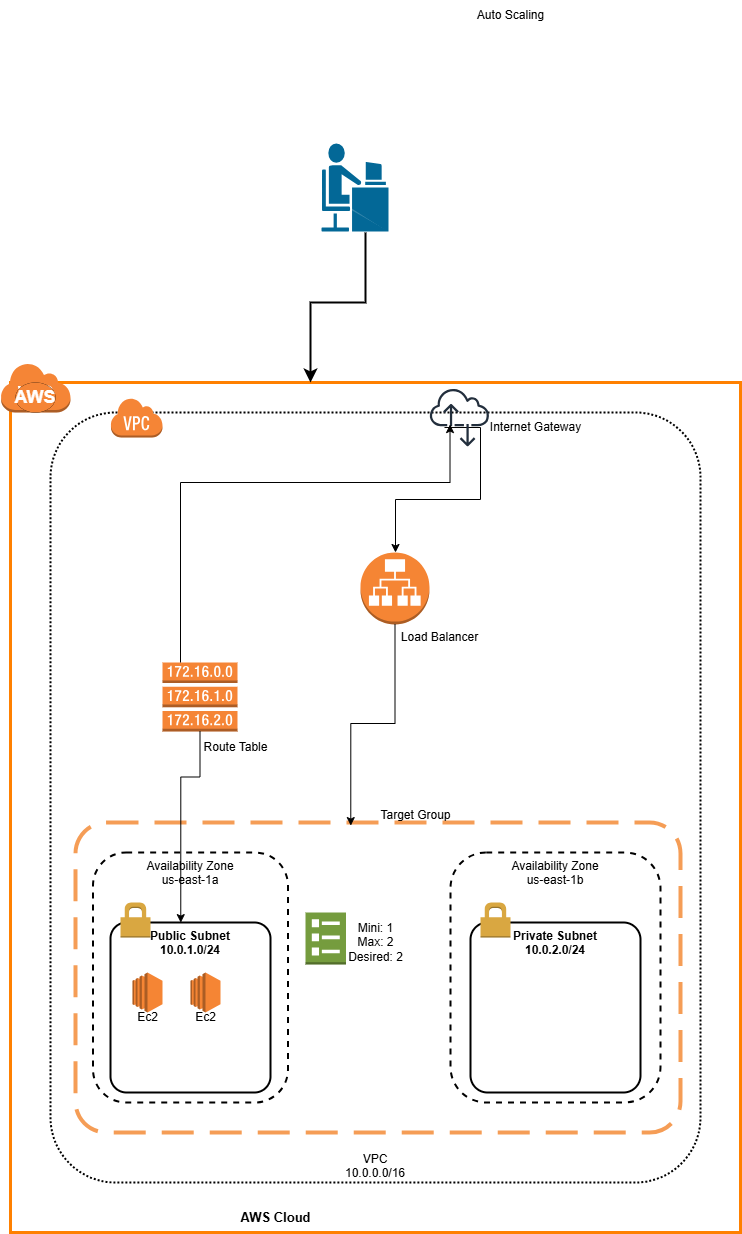 Auto Scaling
AWS
VPC
Internet Gateway
Load Balancer
172.16.0.0
172.16.1.0
172.16.2.0
Route Table
Target Group
Availability Zone
us-east-1a
Availability Zone
us-east-1b
Public Subnet
10.0.1.0/24
Mini: 1
Max: 2
Desired: 2
Private Subnet
10.0.2.0/24
Ec2
Ec2
VPC
10.0.0.0/16
AWS Cloud